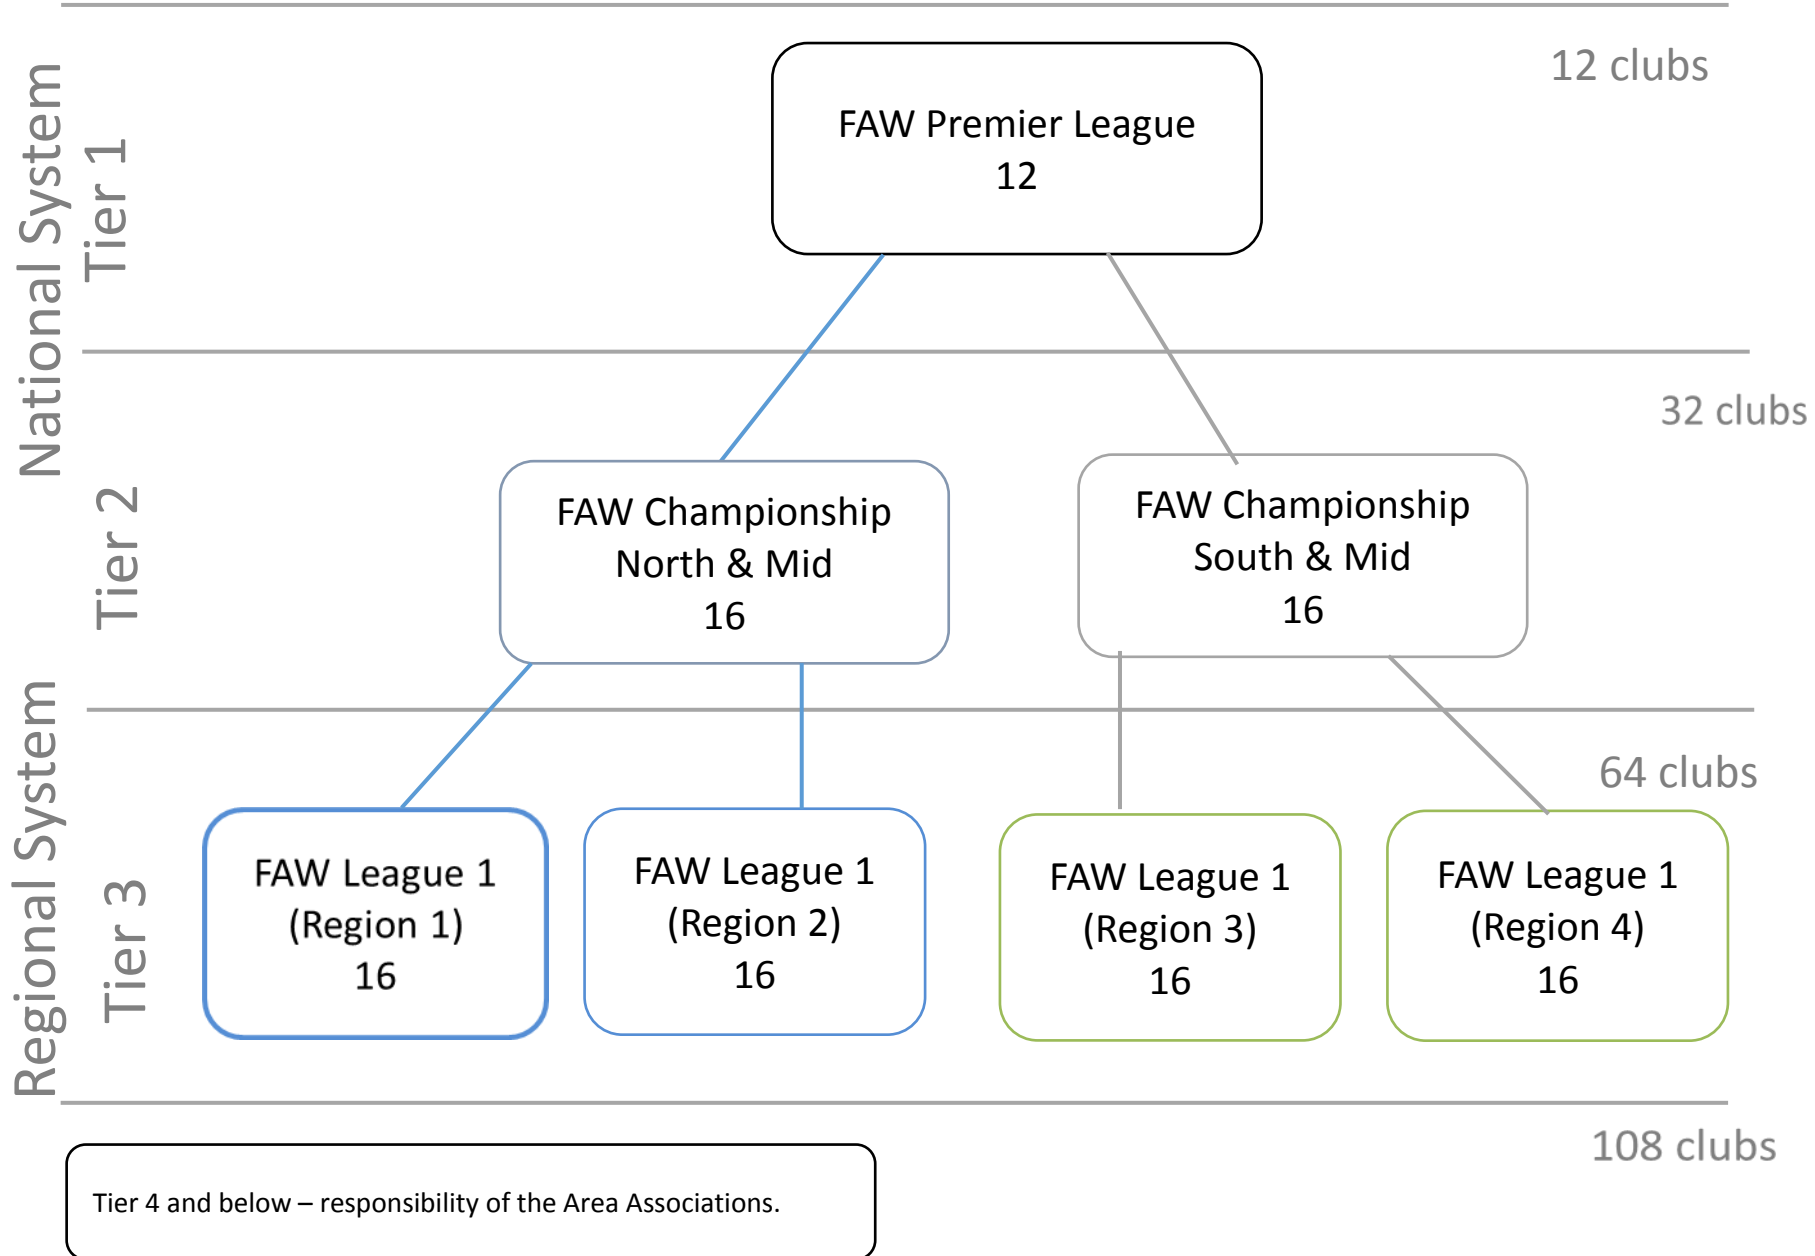 National System
Tier 1
12 clubs
FAW Premier League
12
Tier 2
32 clubs
FAW Championship
North & Mid
16
FAW Championship
South & Mid
16
Regional System
Tier 3
64 clubs
FAW League 1
(Region 1)
16
FAW League 1
(Region 2)
16
FAW League 1
(Region 3)
16
FAW League 1
(Region 4)
16
108 clubs
Tier 4 and below – responsibility of the Area Associations.